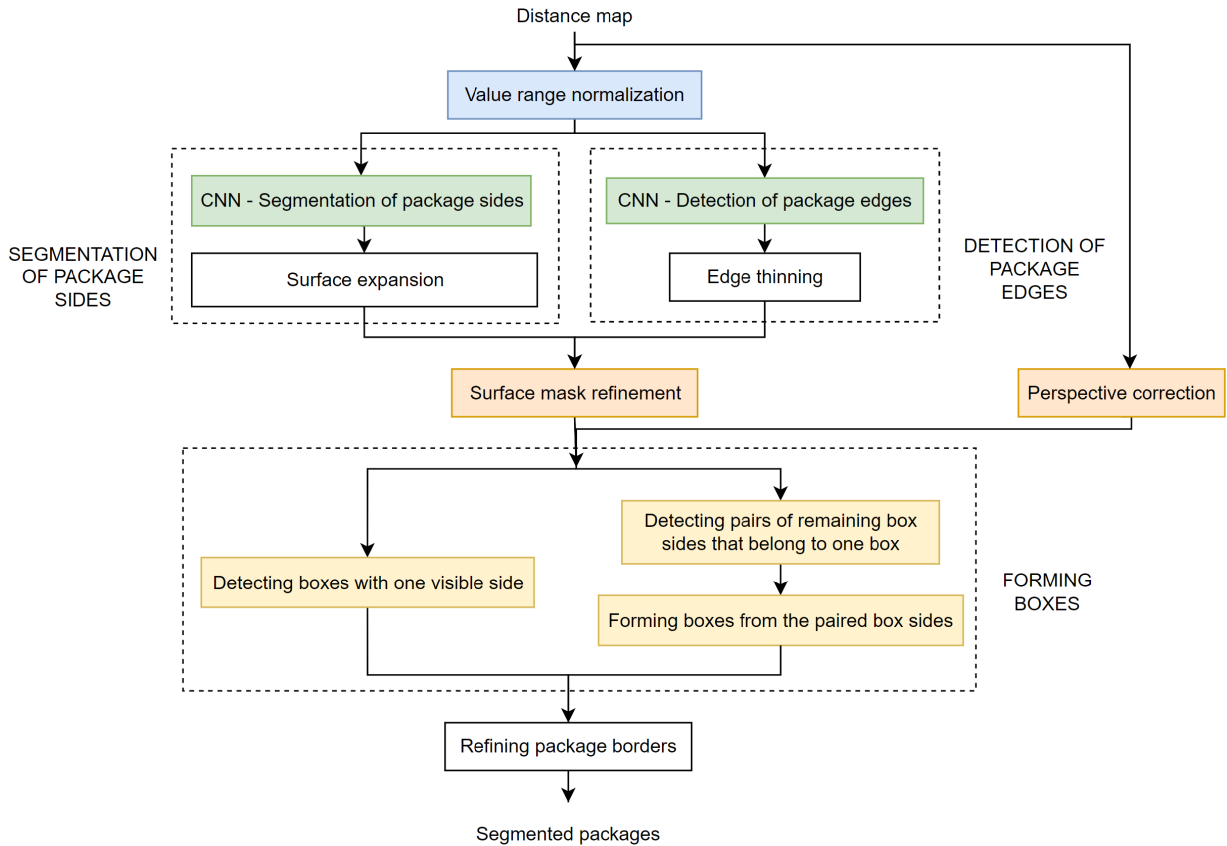 Distance map
Value range normalization
CNN - Segmentation of package sides
CNN - Detection of package edges
SEGMENTATION
OF PACKAGE
SIDES
Surface expansion
Edge thinning
DETECTION OF
PACKAGE
EDGES
Surface mask refinement
Perspective correction
Detecting boxes with one visible side
Detecting pairs of remaining box
sides that belong to one box
Forming boxes from the paired box sides
FORMING
BOXES
Refining package borders
Segmented packages